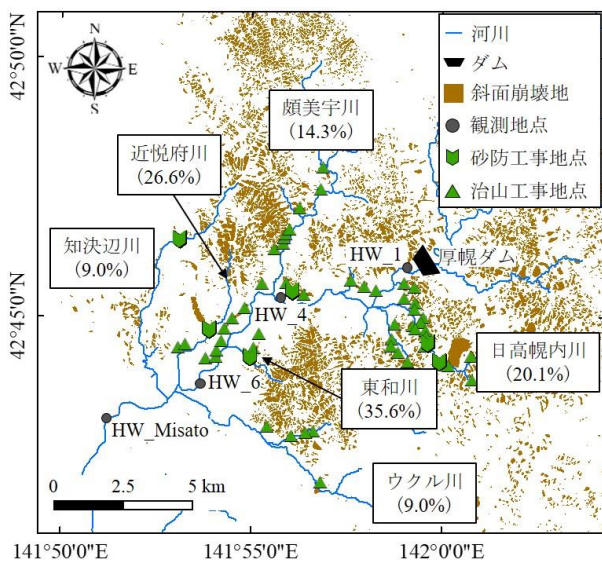 42°50'0"N
42°45'0"N
N
W
E
S
頗美宇川
(14.3%)
近悦府川
(26.6%)
知決辺川
(9.0%)
河川
ダム
斜面崩壊地
観測地点
砂防工事地点
治山工事地点
HW_1
厚幌ダム
HW_4
HW_6
HW_Misato
日高幌内川
(20.1%)
東和川
(35.6%)
ウクル川
(9.0%)
0
2.5
5 km
141°50'0"E
141°55'0"E
142°0'0"E